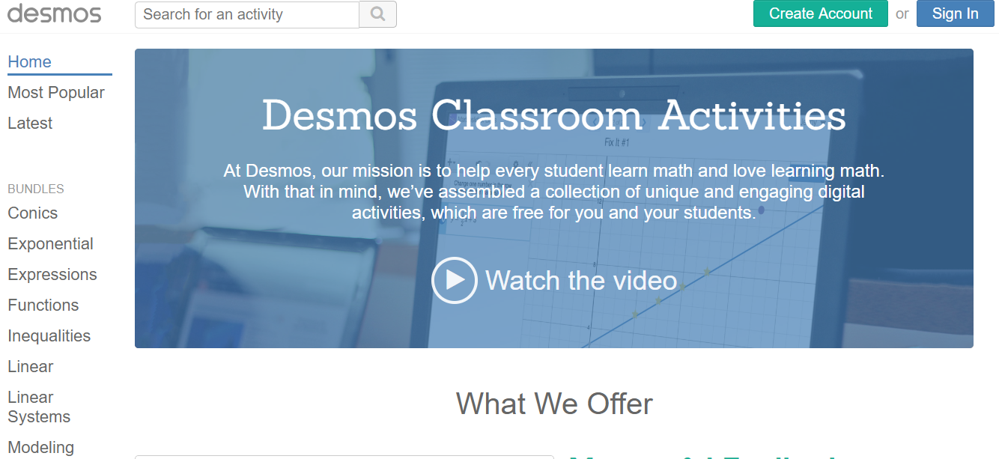 desmos
Search for an activity
Create Account
or
Sign In
Home
Most Popular
Latest
BUNDLES
Conics
Exponential
Expressions
Functions
Inequalities
Linear
Linear
Systems
Modeling
Desmos Classroom Activities
Fix It #1
At Desmos, our mission is to help every student learn math and love learning math.
With that in mind, we’ve assembled a collection of unique and engaging digital
activities, which are free for you and your students.
Watch the video
What We Offer